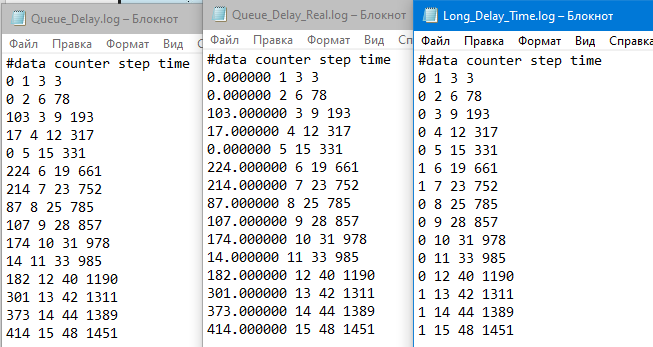 Queue_Delay.log – Блокнот
Файл Правка Формат Вид
#data counter step time
0 1 3 3
0 2 6 78
103 3 9 193
17 4 12 317
0 5 15 331
224 6 19 661
214 7 23 752
87 8 25 785
107 9 28 857
174 10 31 978
14 11 33 985
182 12 40 1190
301 13 42 1311
373 14 44 1389
414 15 48 1451
Queue_Delay_Real.log – Блокнот
Файл Правка Формат Вид
#data counter step time
0.000000 1 3 3
0.000000 2 6 78
103.000000 3 9 193
17.000000 4 12 317
0.000000 5 15 331
224.000000 6 19 661
214.000000 7 23 752
87.000000 8 25 785
107.000000 9 28 857
174.000000 10 31 978
14.000000 11 33 985
182.000000 12 40 1190
301.000000 13 42 1311
373.000000 14 44 1389
414.000000 15 48 1451
Long_Delay_Time.log – Блокнот
Файл Правка Формат Вид Справка
#data counter step time
0 1 3 3
0 2 6 78
0 3 9 193
0 4 12 317
0 5 15 331
1 6 19 661
1 7 23 752
0 8 25 785
0 9 28 857
0 10 31 978
0 11 33 985
0 12 40 1190
1 13 42 1311
1 14 44 1389
1 15 48 1451